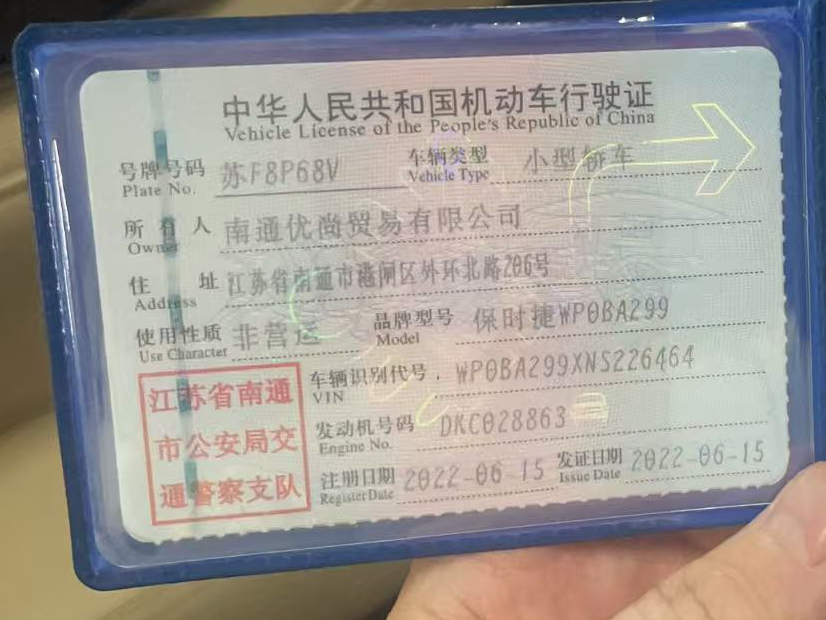 中华人民共和国机动车行驶证
Vehicle License of the People's Republic of China
号牌号码 苏F8P68V 车辆类型 小型轿车
Plate No. Vehicle Type
所有人 南通优尚贸易有限公司
Owner
住址 江苏省南通市港闸区外环北路206号
Address
使用性质 非营运 品牌型号 保时捷WP0BA299
Use Character Model
车辆识别代号 WP0BA299XNS226464
VIN
发动机号码 DKC028863
Engine No.
注册日期 2022-06-15 发证日期 2022-06-15
Register Date Issue Date
江苏省南通
市公安局交
通警察支队